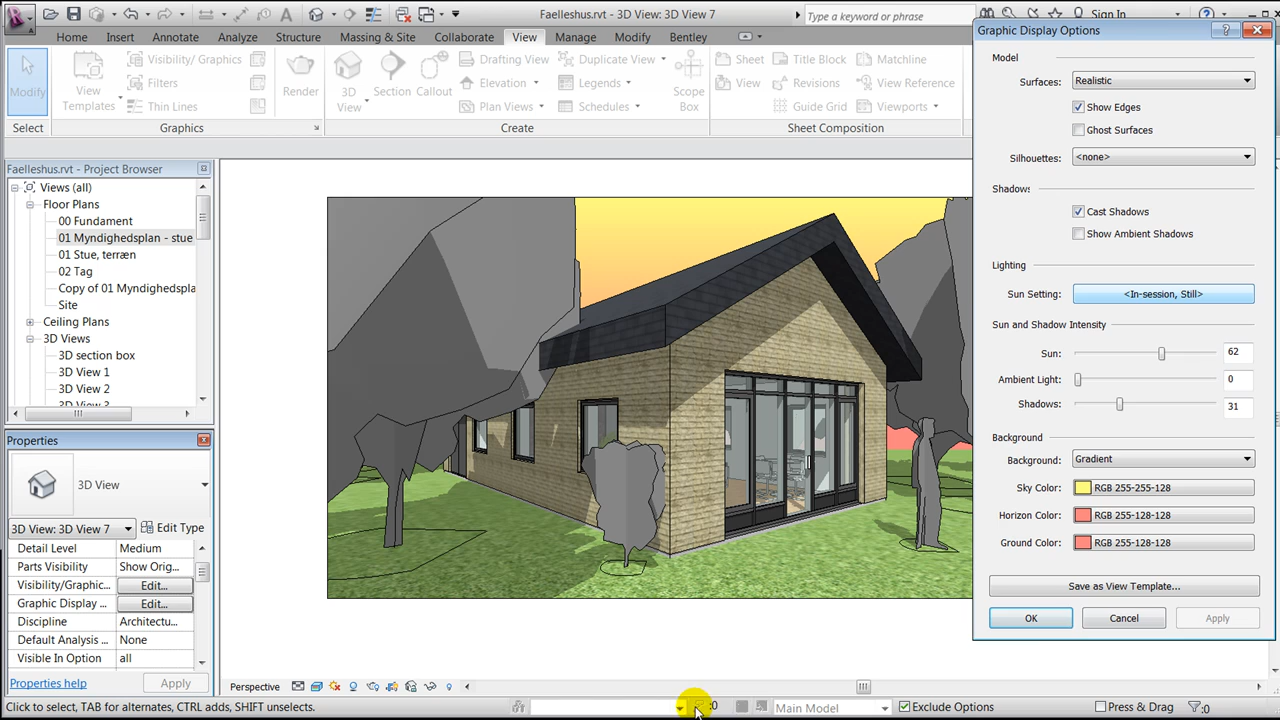 Faelleshus.rvt - 3D View: 3D View 7
Type a keyword or phrase
Sign In
Home Insert Annotate Analyze Structure Massing & Site Collaborate View Manage Modify Bentley
Modify
View Templates
Visibility/ Graphics
Filters
Thin Lines
Render
3D View
Section
Callout
Drafting View
Elevation
Plan Views
Duplicate View
Legends
Schedules
Scope Box
Sheet
View
Title Block
Revisions
Guide Grid
Matchline
View Reference
Viewports
Select Graphics Create Sheet Composition
Faelleshus.rvt - Project Browser
Views (all)
Floor Plans
00 Fundament
01 Myndighedsplan - stue
01 Stue, terræn
02 Tag
Copy of 01 Myndighedspla
Site
Ceiling Plans
3D Views
3D section box
3D View 1
3D View 2
3D View 3
Properties
3D View
3D View: 3D View 7 Edit Type
Detail Level Medium
Parts Visibility Show Orig...
Visibility/Graphic... Edit...
Graphic Display ... Edit...
Discipline Architectu...
Default Analysis ... None
Visible In Option all
Properties help Apply
Perspective
Click to select, TAB for alternates, CTRL adds, SHIFT unselects.
:0
Main Model
Exclude Options
Press & Drag
:0
Graphic Display Options
Model
Surfaces: Realistic
Show Edges
Ghost Surfaces
Silhouettes: <none>
Shadow:
Cast Shadows
Show Ambient Shadows
Lighting
Sun Setting: <In-session, Still>
Sun and Shadow Intensity
Sun: 62
Ambient Light: 0
Shadows: 31
Background
Background: Gradient
Sky Color: RGB 255-255-128
Horizon Color: RGB 255-128-128
Ground Color: RGB 255-128-128
Save as View Template...
OK Cancel Apply